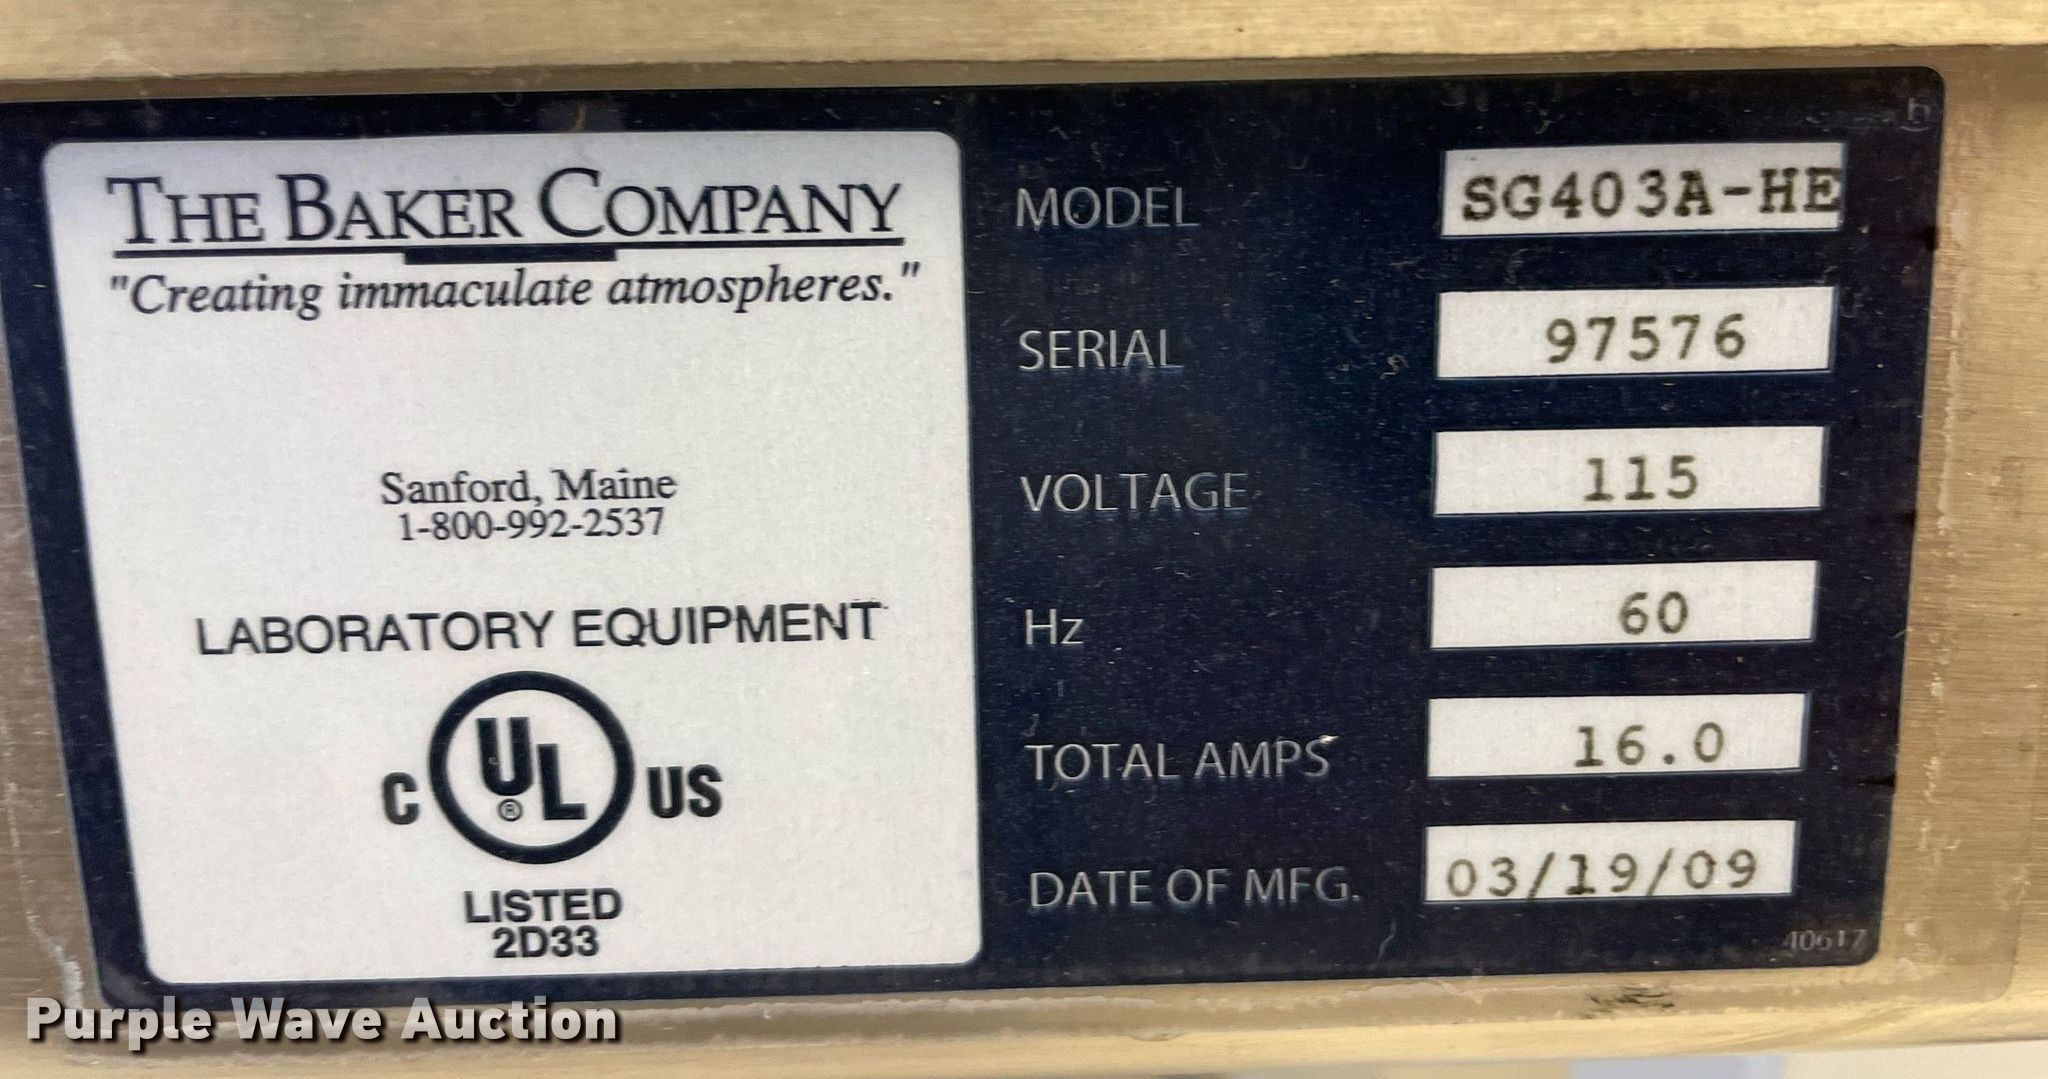 THE BAKER COMPANY
"Creating immaculate atmospheres."
Sanford, Maine
1-800-992-2537
LABORATORY EQUIPMENT
C UL ® US
LISTED
2D33
MODEL SG403A-HE
SERIAL 97576
VOLTAGE 115
Hz 60
TOTAL AMPS 16.0
DATE OF MFG. 03/19/09
40617
Purple Wave Auction